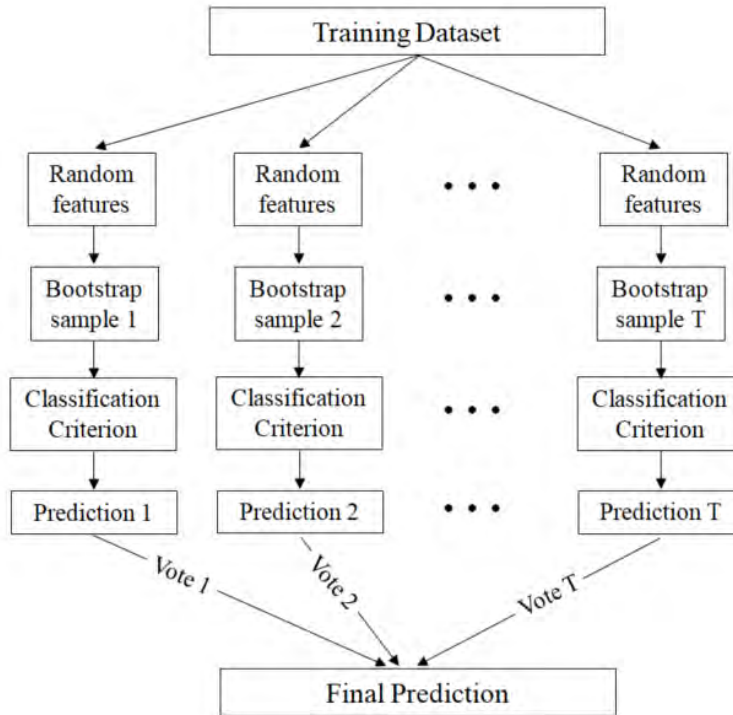 Training Dataset
Random
features
Random
features
Random
features
Bootstrap
sample 1
Bootstrap
sample 2
Bootstrap
sample T
Classification
Criterion
Classification
Criterion
Classification
Criterion
Prediction 1
Prediction 2
Prediction T
Vote 1
Vote 2
Vote T
Final Prediction